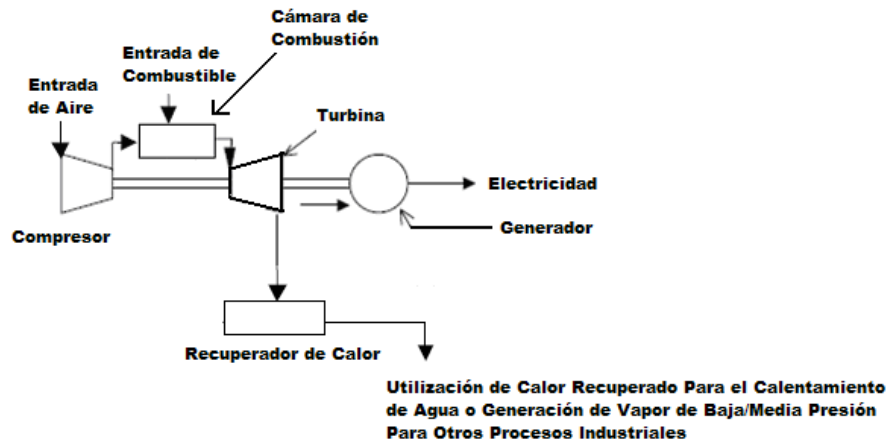 Cámara de
Combustión
Entrada de
Combustible
Entrada
de Aire
Turbina
Electricidad
Generador
Compresor
Recuperador de Calor
Utilización de Calor Recuperado Para el Calentamiento
de Agua o Generación de Vapor de Baja/Media Presión
Para Otros Procesos Industriales